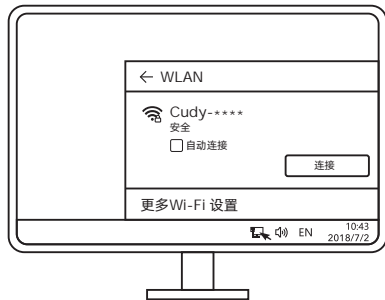 ← WLAN
Cudy-****
安全
自动连接
连接
更多Wi-Fi 设置
EN
10:43
2018/7/2